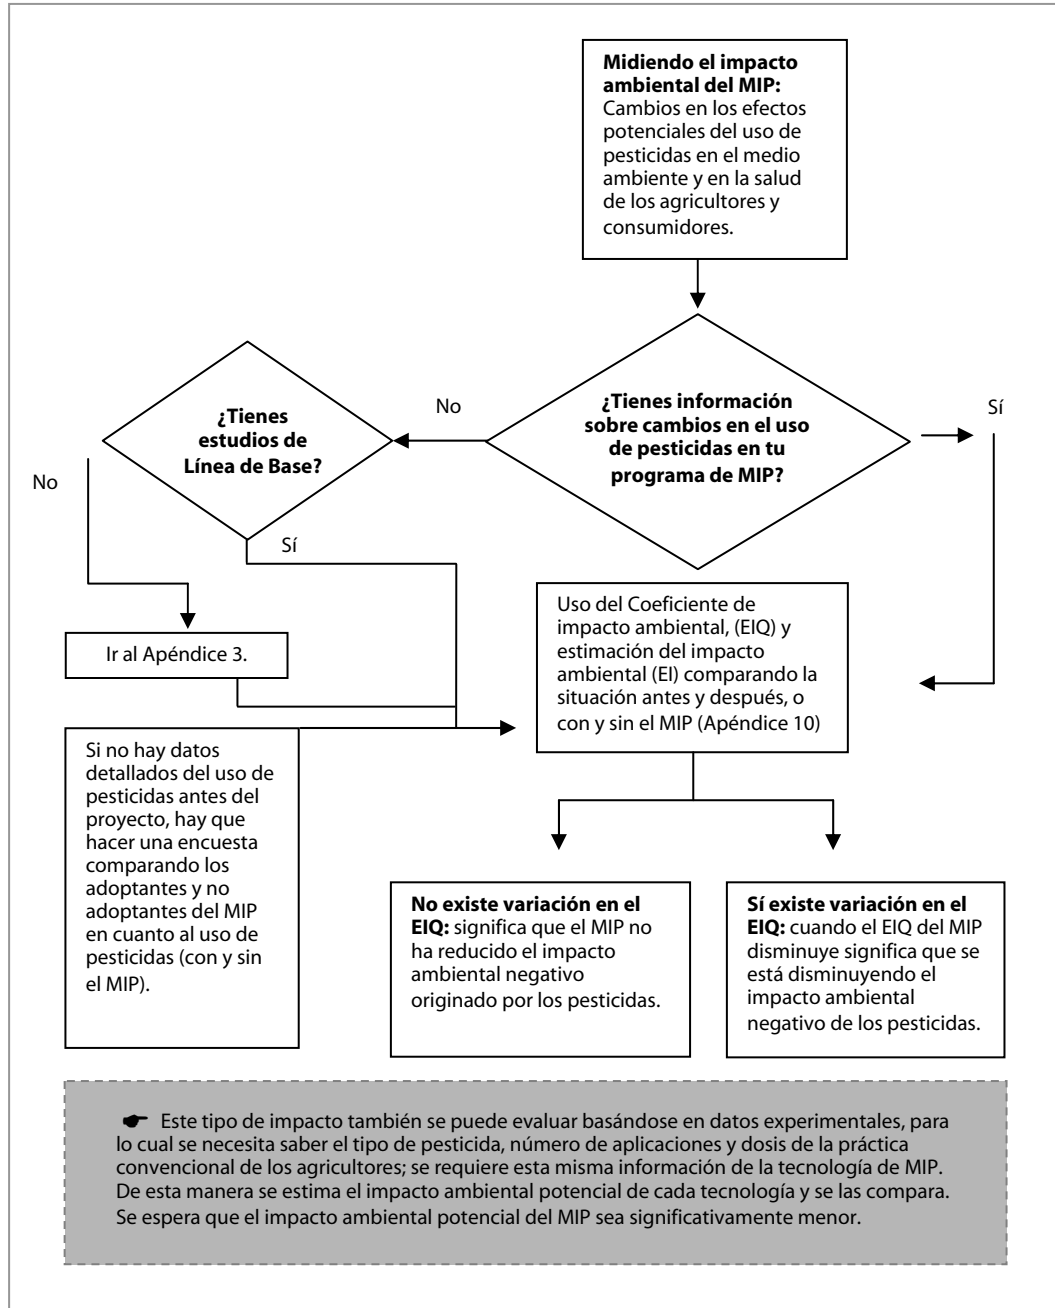 Midiendo el impacto
ambiental del MIP:
Cambios en los efectos
potenciales del uso de
pesticidas en el medio
ambiente y en la salud
de los agricultores y
consumidores.
¿Tienes información
sobre cambios en el uso
de pesticidas en tu
programa de MIP?
No
Sí
¿Tienes
estudios de
Línea de Base?
No
Sí
Ir al Apéndice 3.
Uso del Coeficiente de
impacto ambiental, (EIQ) y
estimación del impacto
ambiental (EI) comparando la
situación antes y después, o
con y sin el MIP (Apéndice 10)
Si no hay datos
detallados del uso de
pesticidas antes del
proyecto, hay que
hacer una encuesta
comparando los
adoptantes y no
adoptantes del MIP
en cuanto al uso de
pesticidas (con y sin
el MIP).
No existe variación en el
EIQ: significa que el MIP no
ha reducido el impacto
ambiental negativo
originado por los pesticidas.
Sí existe variación en el
EIQ: cuando el EIQ del MIP
disminuye significa que se
está disminuyendo el
impacto ambiental
negativo de los pesticidas.
☛ Este tipo de impacto también se puede evaluar basándose en datos experimentales, para
lo cual se necesita saber el tipo de pesticida, número de aplicaciones y dosis de la práctica
convencional de los agricultores; se requiere esta misma información de la tecnología de MIP.
De esta manera se estima el impacto ambiental potencial de cada tecnología y se las compara.
Se espera que el impacto ambiental potencial del MIP sea significativamente menor.